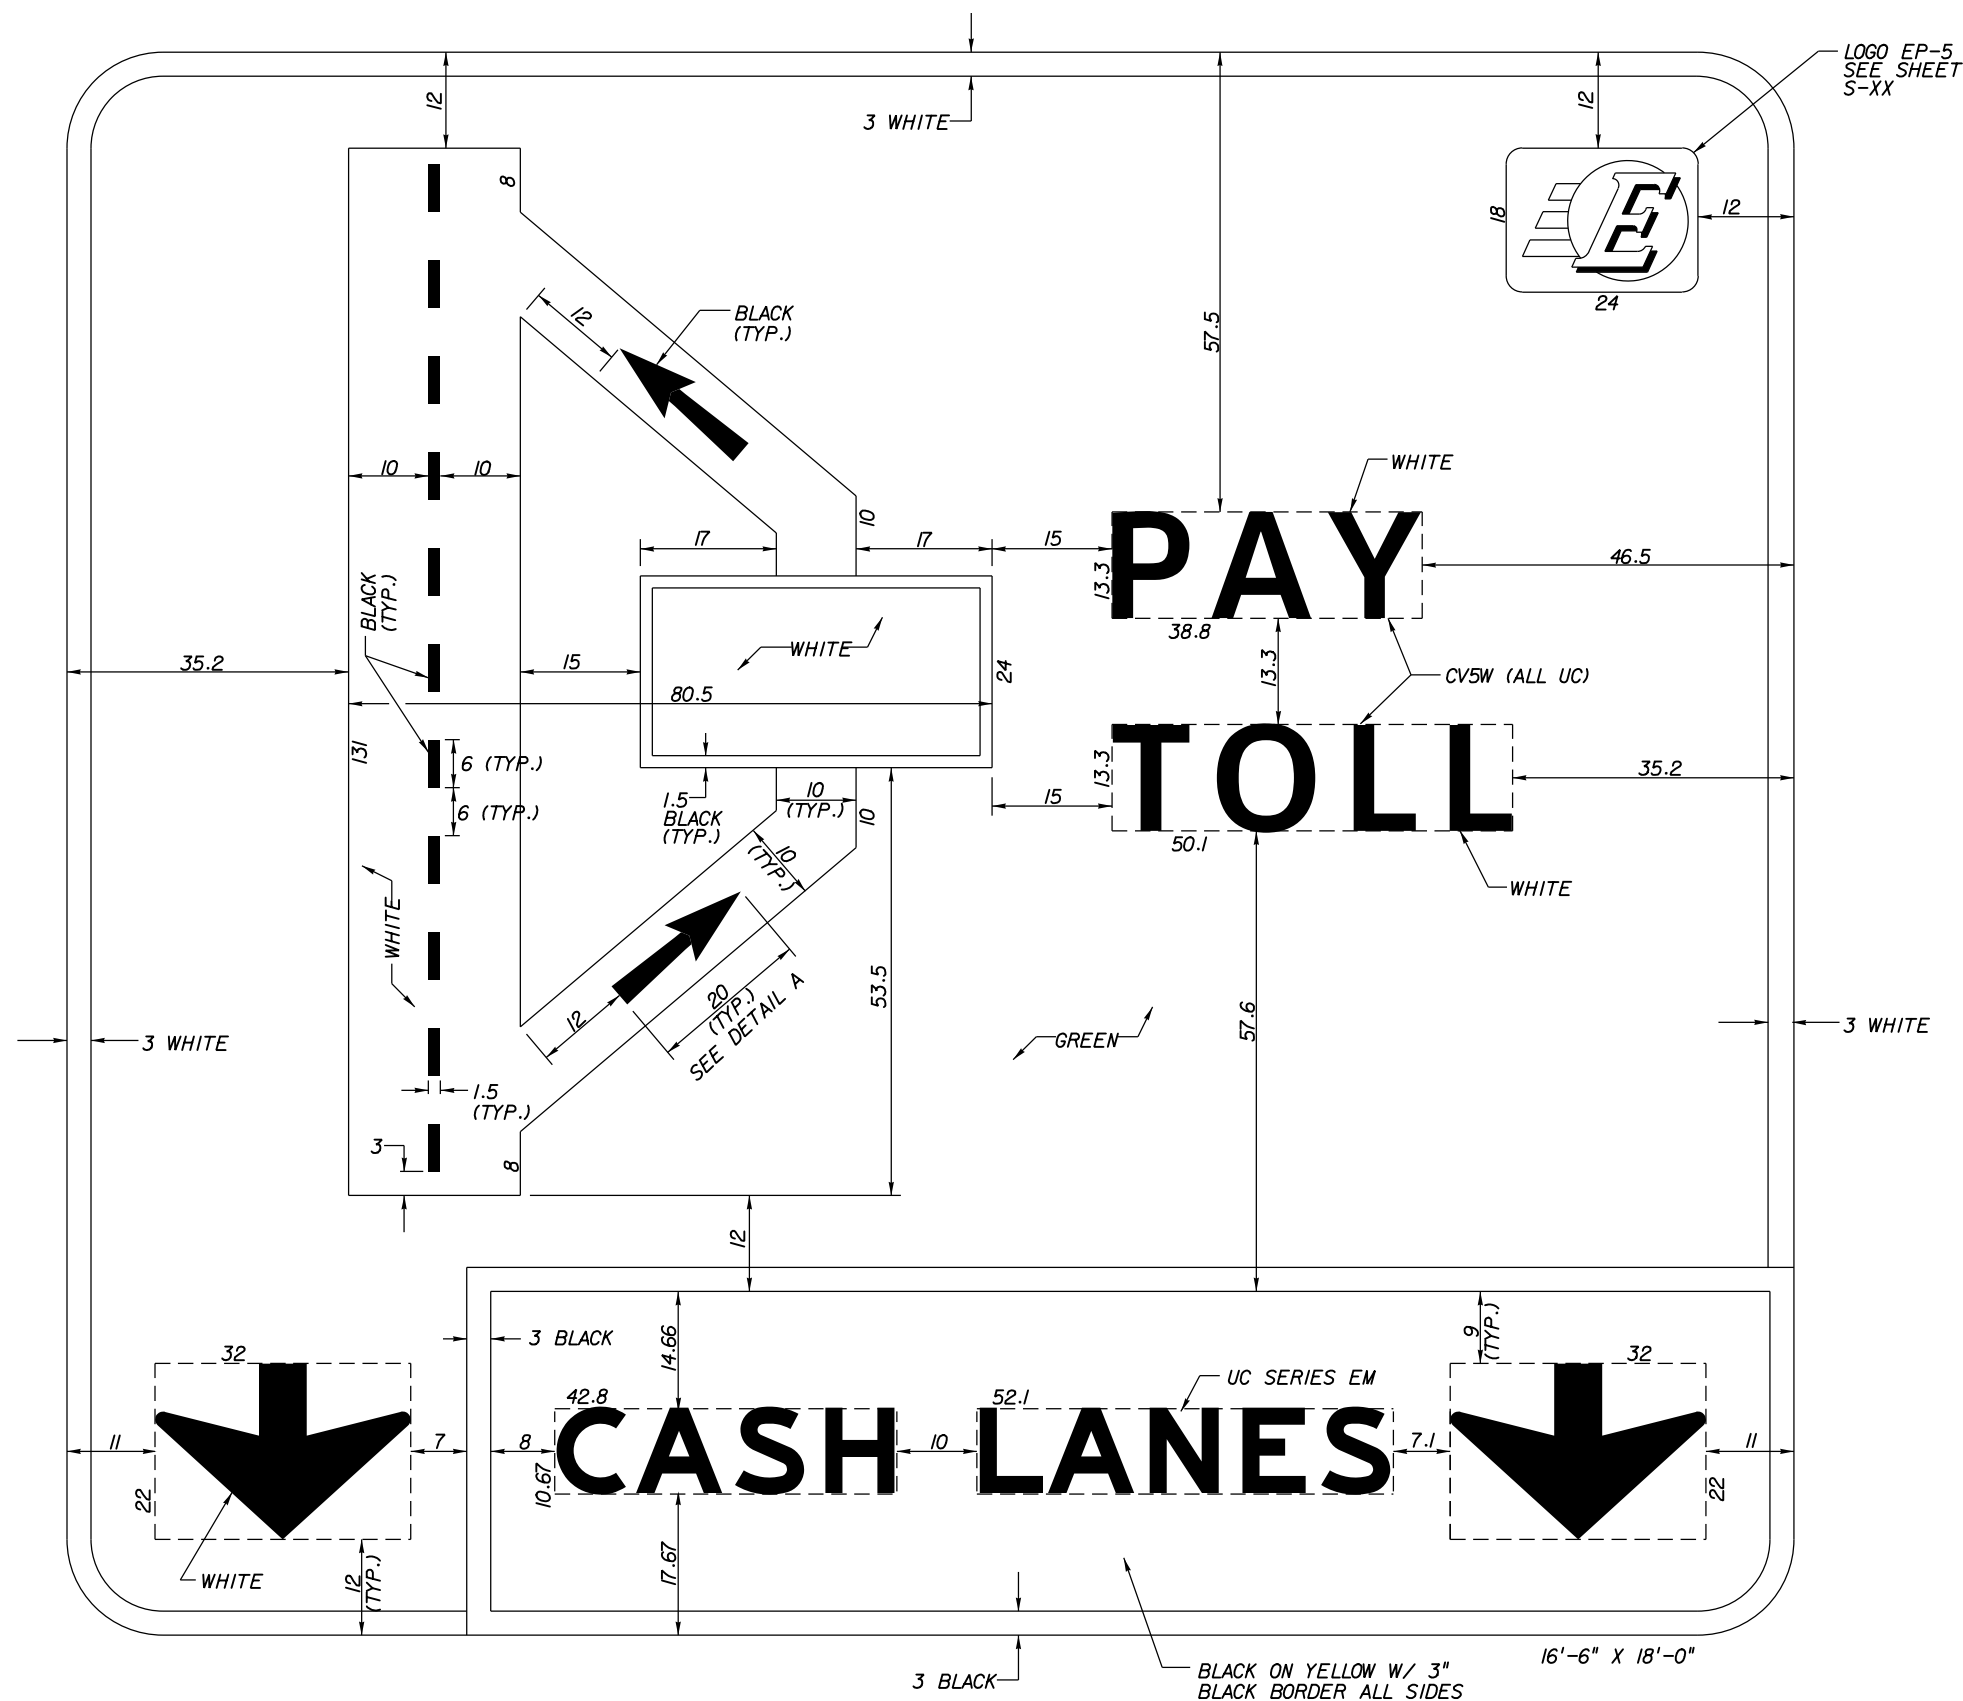 LOGO EP-5
SEE SHEET
S-XX
12
3 WHITE
12
8
18
E
12
24
12
BLACK
(TYP.)
57.5
10
10
WHITE
10
17
17
15
PAY
13.3
46.5
38.8
BLACK
(TYP.)
35.2
15
WHITE
24
13.3
CV5W (ALL UC)
80.5
131
6 (TYP.)
6 (TYP.)
1.5
BLACK
(TYP.)
10
(TYP.)
10
15
TOLL
13.3
35.2
50.1
10
(TYP.)
WHITE
WHITE
12
20
(TYP.)
SEE DETAIL A
53.5
GREEN
57.6
3 WHITE
3 WHITE
1.5
(TYP.)
3
8
12
3 BLACK
14.66
9
(TYP.)
32
32
UC SERIES EM
42.8
52.1
11
7
8
CASH LANES
10
7.1
11
10.67
22
22
WHITE
12
(TYP.)
17.67
3 BLACK
BLACK ON YELLOW W/ 3"
BLACK BORDER ALL SIDES
16'-6" X 18'-0"